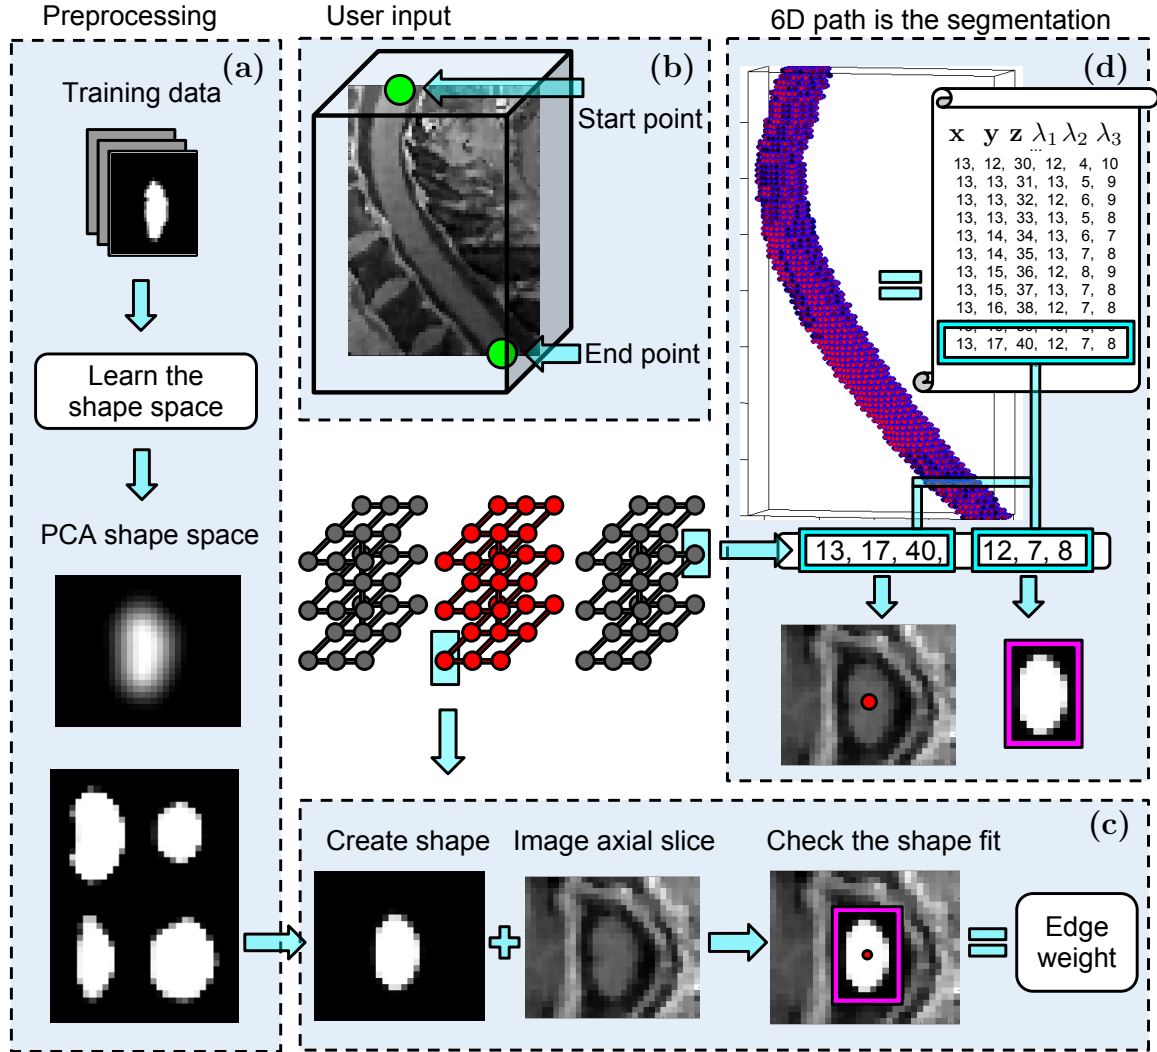 Preprocessing
User input
6D path is the segmentation
(a)
Training data
Learn the
shape space
PCA shape space
(b)
Start point
End point
(d)
x y z λ1 λ2 λ3
...
13, 12, 30, 12, 4, 10
13, 13, 31, 13, 5, 9
13, 13, 32, 12, 6, 9
13, 13, 33, 13, 5, 8
13, 14, 34, 13, 6, 7
13, 14, 35, 13, 7, 8
13, 15, 36, 12, 8, 9
13, 15, 37, 13, 7, 8
13, 16, 38, 12, 7, 8
13, 17, 40, 12, 7, 8
13, 17, 40,
12, 7, 8
(c)
Create shape
Image axial slice
Check the shape fit
Edge
weight